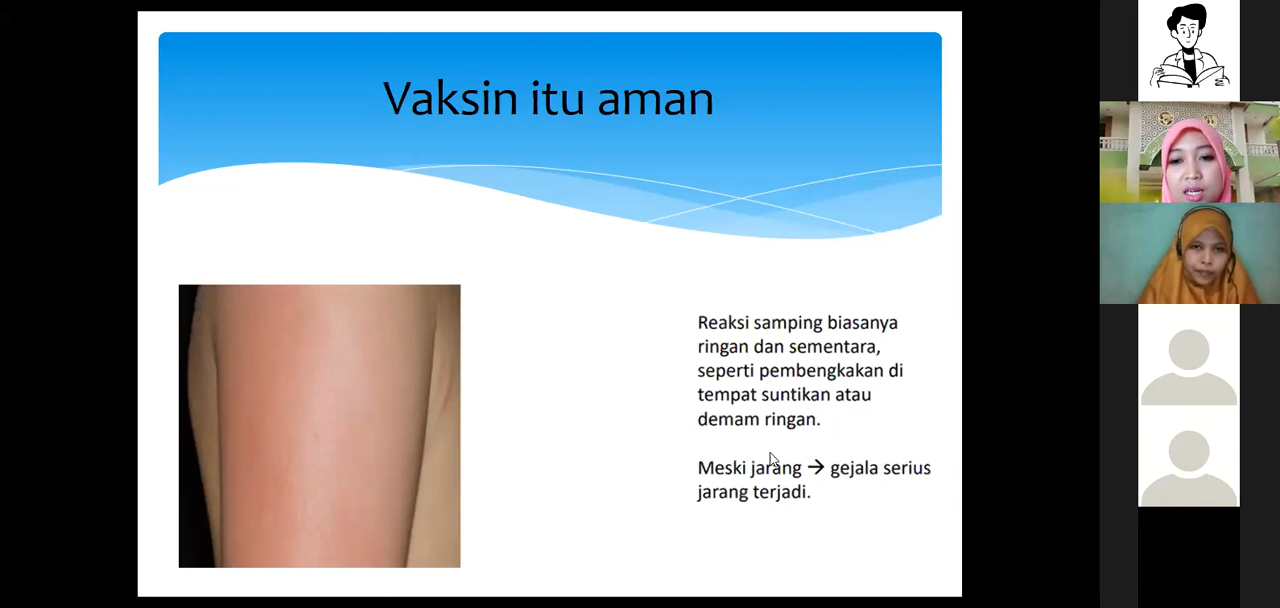 Vaksin itu aman
Reaksi samping biasanya
ringan dan sementara,
seperti pembengkakan di
tempat suntikan atau
demam ringan.
Meski jarang → gejala serius
jarang terjadi.